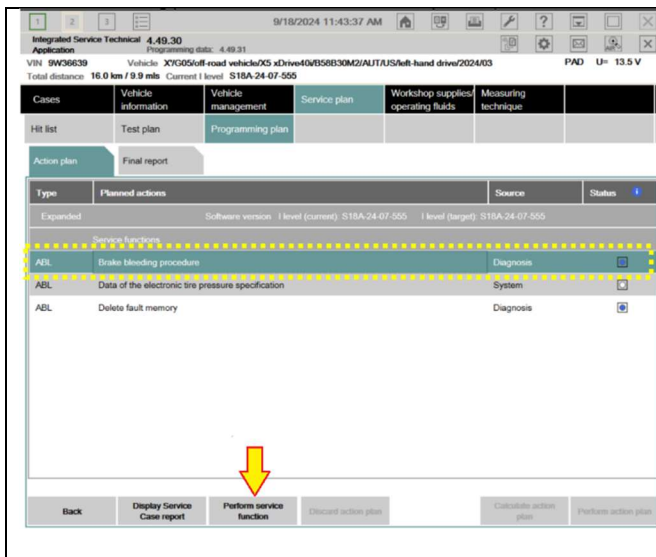 1 2 3 9/18/2024 11:43:37 AM ?
Integrated Service Technical 4.49.30
Application Programming data: 4.49.31
VIN 9W36639 Vehicle X'/G05/off-road vehicle/X5 xDrive40i/B58B30M2/AUT/US/left-hand drive/2024/03 PAD U= 13.5 V
Total distance 16.0 km / 9.9 mls Current I level S18A-24-07-555
Cases Vehicle information Vehicle management Service plan Workshop supplies/ operating fluids Measuring technique
Hit list Test plan Programming plan
Action plan Final report
Type Planned actions Source Status i
Expanded Software version I level (current): S18A-24-07-555 I level (target): S18A-24-07-555
Service functions
ABL Brake bleeding procedure Diagnosis
ABL Data of the electronic tire pressure specification System
ABL Delete fault memory Diagnosis
Back Display Service Case report Perform service function Discard action plan Calculate action plan Perform action plan